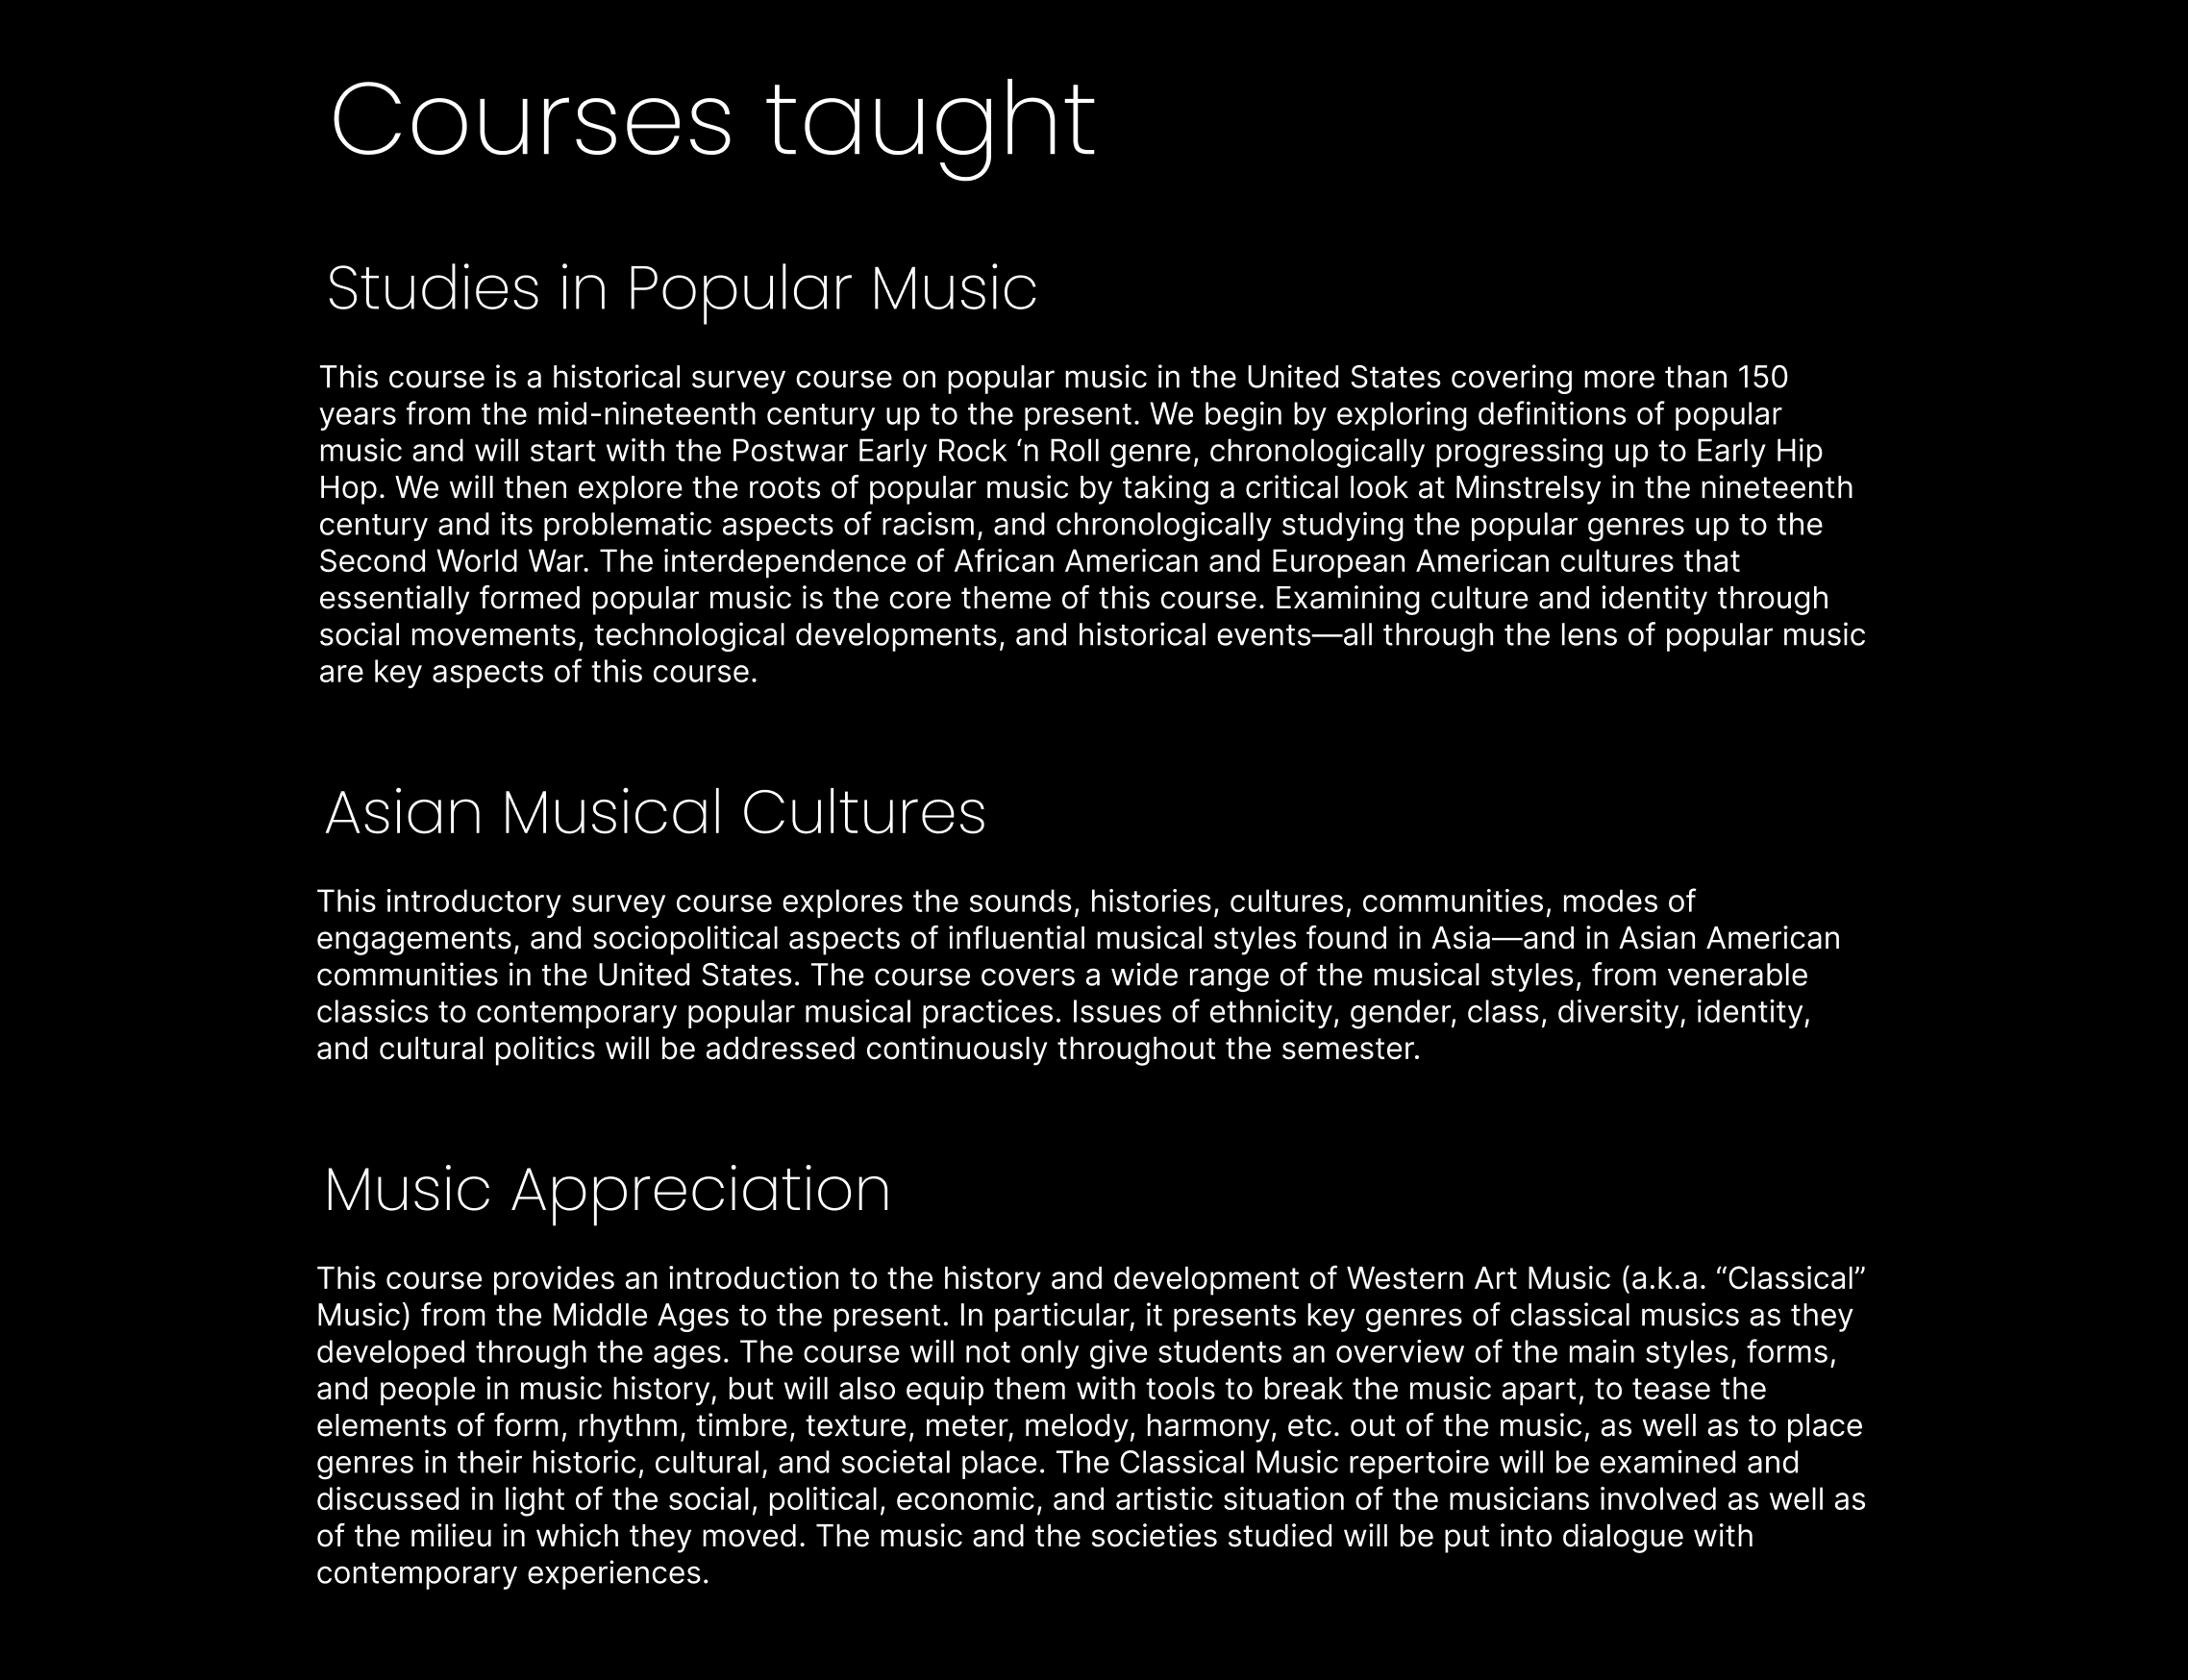 Courses taught
Studies in Popular Music
This course is a historical survey course on popular music in the United States covering more than 150
years from the mid-nineteenth century up to the present. We begin by exploring definitions of popular
music and will start with the Postwar Early Rock ‘n Roll genre, chronologically progressing up to Early Hip
Hop. We will then explore the roots of popular music by taking a critical look at Minstrelsy in the nineteenth
century and its problematic aspects of racism, and chronologically studying the popular genres up to the
Second World War. The interdependence of African American and European American cultures that
essentially formed popular music is the core theme of this course. Examining culture and identity through
social movements, technological developments, and historical events—all through the lens of popular music
are key aspects of this course.
Asian Musical Cultures
This introductory survey course explores the sounds, histories, cultures, communities, modes of
engagements, and sociopolitical aspects of influential musical styles found in Asia—and in Asian American
communities in the United States. The course covers a wide range of the musical styles, from venerable
classics to contemporary popular musical practices. Issues of ethnicity, gender, class, diversity, identity,
and cultural politics will be addressed continuously throughout the semester.
Music Appreciation
This course provides an introduction to the history and development of Western Art Music (a.k.a. “Classical”
Music) from the Middle Ages to the present. In particular, it presents key genres of classical musics as they
developed through the ages. The course will not only give students an overview of the main styles, forms,
and people in music history, but will also equip them with tools to break the music apart, to tease the
elements of form, rhythm, timbre, texture, meter, melody, harmony, etc. out of the music, as well as to place
genres in their historic, cultural, and societal place. The Classical Music repertoire will be examined and
discussed in light of the social, political, economic, and artistic situation of the musicians involved as well as
of the milieu in which they moved. The music and the societies studied will be put into dialogue with
contemporary experiences.